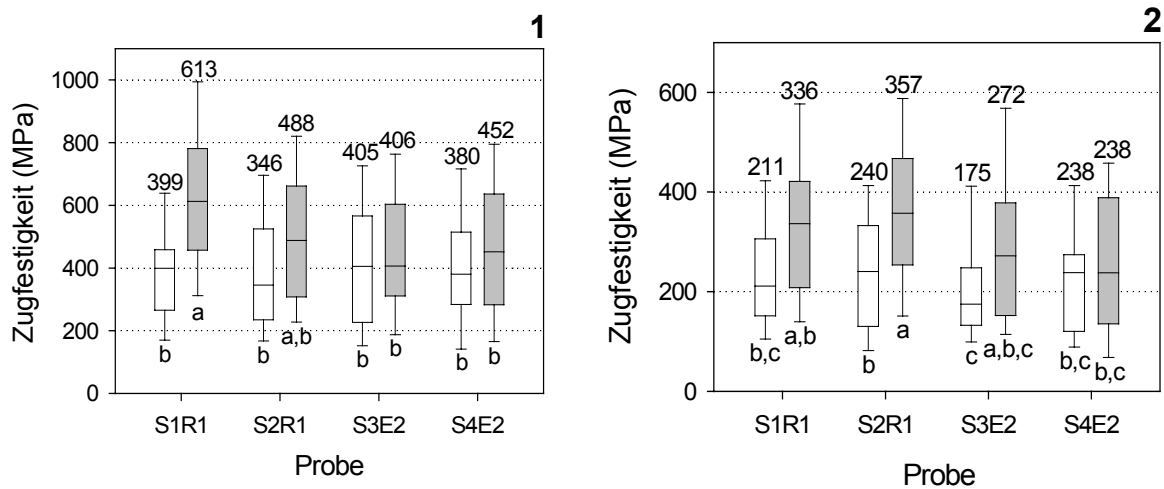 1
Zugfestigkeit (MPa)
1000
800
600
400
200
0
399
613
346
488
405
406
380
452
b
a
b
a,b
b
b
b
b
S1R1
S2R1
S3E2
S4E2
Probe
2
Zugfestigkeit (MPa)
600
400
200
0
211
336
240
357
175
272
238
238
b,c
a,b
b
a
c
a,b,c
b,c
b,c
S1R1
S2R1
S3E2
S4E2
Probe